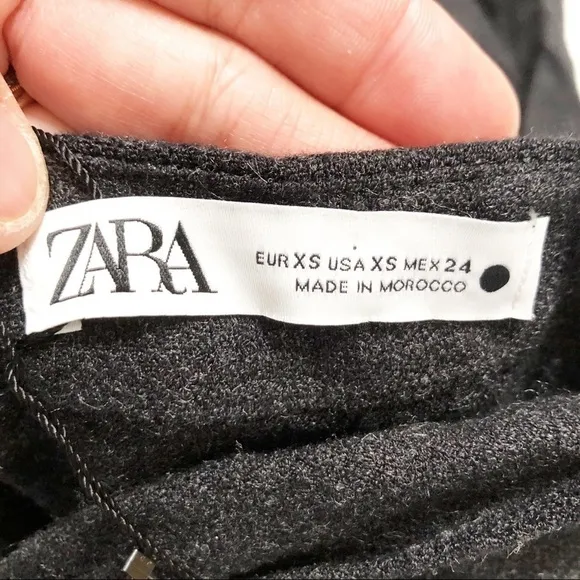 ZARA
EUR XS USA XS MEX 24
MADE IN MOROCCO